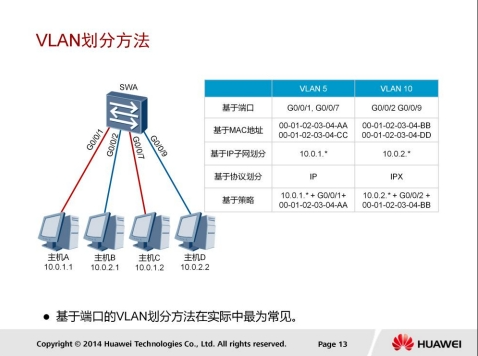 VLAN划分方法
SWA
G0/0/1
G0/0/2
G0/0/7
G0/0/9
主机A
10.0.1.1
主机B
10.0.2.1
主机C
10.0.1.2
主机D
10.0.2.2
VLAN 5 VLAN 10
基于端口 G0/0/1, G0/0/7 G0/0/2 G0/0/9
基于MAC地址 00-01-02-03-04-AA 00-01-02-03-04-BB
00-01-02-03-04-CC 00-01-02-03-04-DD
基于IP子网划分 10.0.1.* 10.0.2.*
基于协议划分 IP IPX
基于策略 10.0.1.* + G0/0/1+ 10.0.2.* + G0/0/2 +
00-01-02-03-04-AA 00-01-02-03-04-BB
● 基于端口的VLAN划分方法在实际中最为常见。
Copyright © 2014 Huawei Technologies Co., Ltd. All rights reserved. Page 13 HUAWEI